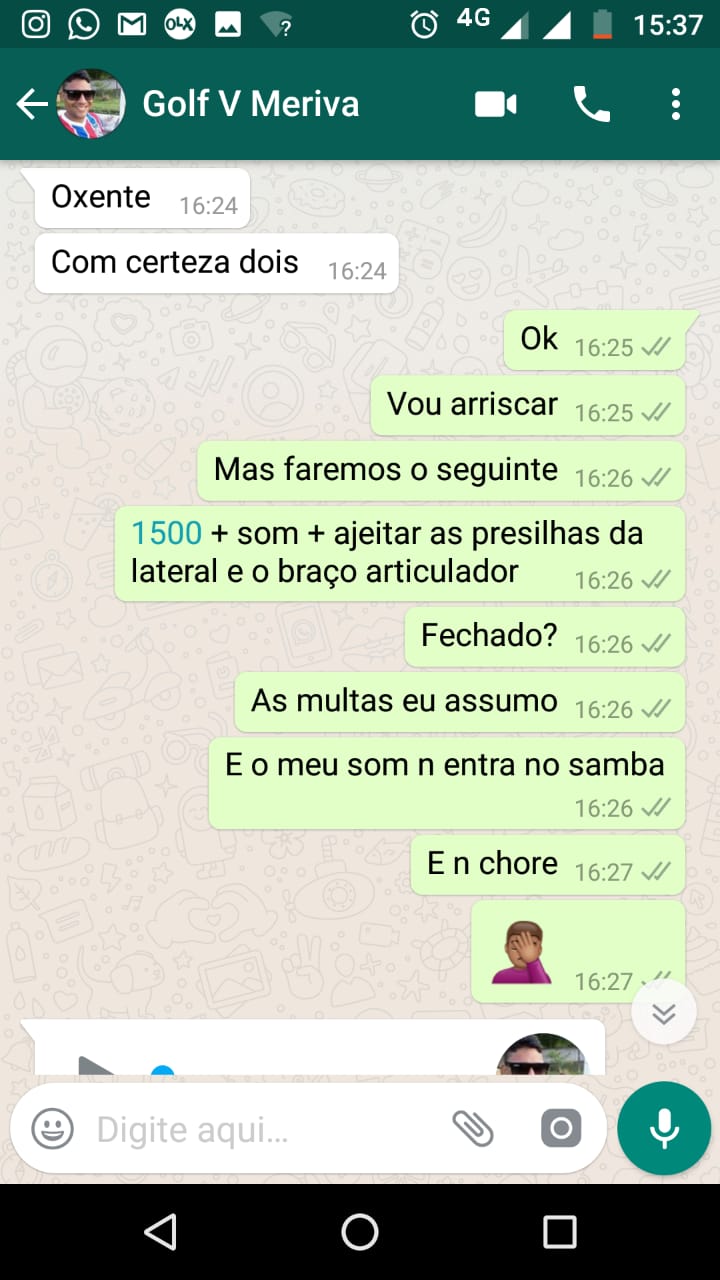 OLX
?
4G
15:37
Golf V Meriva
Oxente 16:24
Com certeza dois 16:24
Ok 16:25
Vou arriscar 16:25
Mas faremos o seguinte 16:26
1500 + som + ajeitar as presilhas da
lateral e o braço articulador 16:26
Fechado? 16:26
As multas eu assumo 16:26
E o meu som n entra no samba
16:26
E n chore 16:27
16:27
Digite aqui...